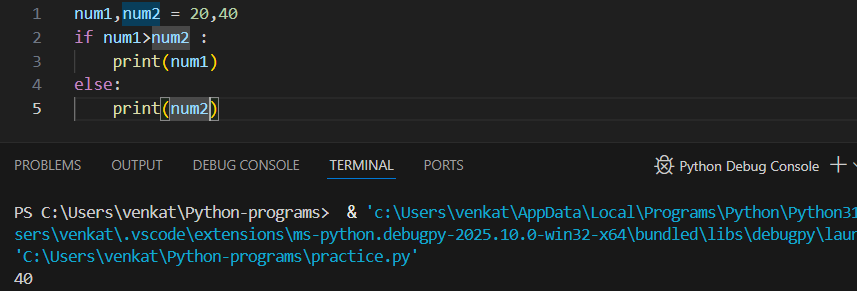 1 num1,num2 = 20,40
2 if num1>num2 :
3 print(num1)
4 else:
5 print(num2)
PROBLEMS OUTPUT DEBUG CONSOLE TERMINAL PORTS Python Debug Console
PS C:\Users\venkat\Python-programs> & 'c:\Users\venkat\AppData\Local\Programs\Python\Python31
sers\venkat\.vscode\extensions\ms-python.debugpy-2025.10.0-win32-x64\bundled\libs\debugpy\laun
'C:\Users\venkat\Python-programs\practice.py'
40